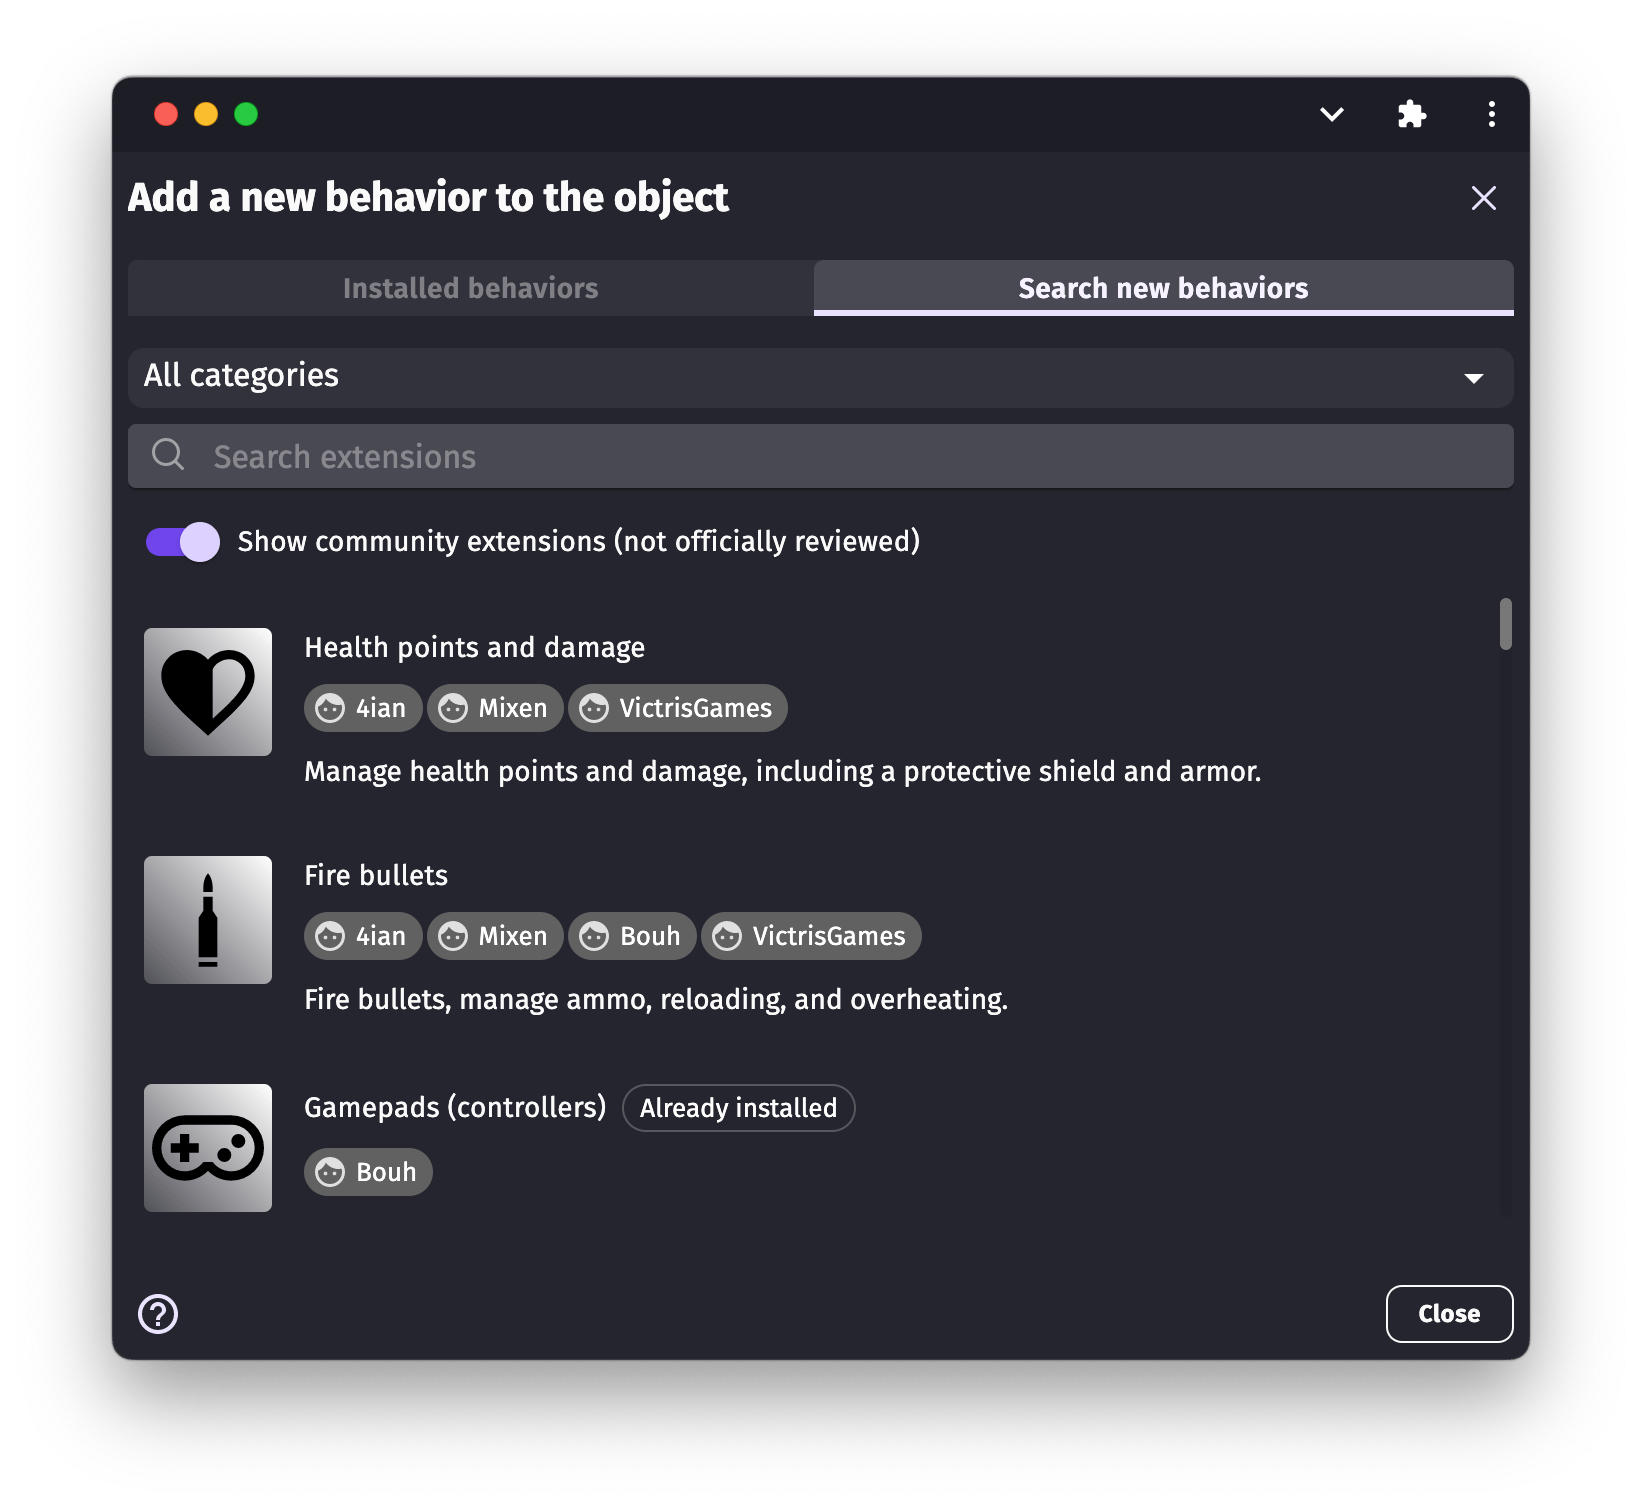 Add a new behavior to the object
Installed behaviors
Search new behaviors
All categories
Search extensions
Show community extensions (not officially reviewed)
Health points and damage
4ian Mixen VictrisGames
Manage health points and damage, including a protective shield and armor.
Fire bullets
4ian Mixen Bouh VictrisGames
Fire bullets, manage ammo, reloading, and overheating.
Gamepads (controllers) Already installed
Bouh
Close